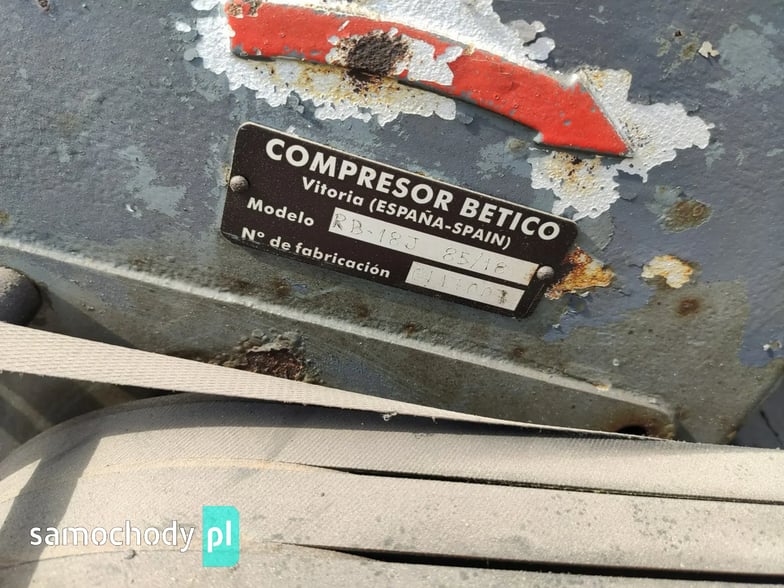 COMPRESOR BETICO
Vitoria (ESPAÑA-SPAIN)
Modelo RB-18J 85/18
Nº de fabricación
samochody pl